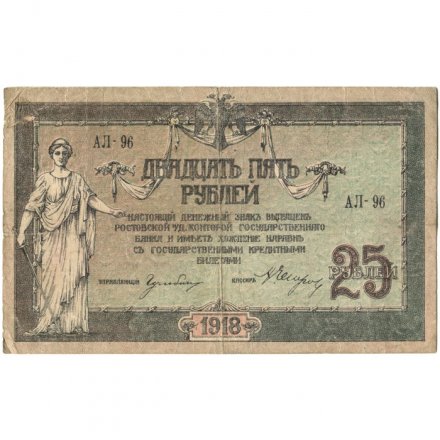 АЛ-96
ДВАДЦАТЬ ПЯТЬ
РУБЛЕЙ
АЛ-96
НАСТОЯЩІЙ ДЕНЕЖНЫЙ ЗНАК ВЫПУЩЕНЪ
РОСТОВСКОЙ Н/Д. КОНТОРОЙ ГОСУДАРСТВЕННАГО
БАНКА И ИМѢЕТЪ ХОЖДЕНІЕ НАРАВНѢ
СЪ ГОСУДАРСТВЕННЫМИ КРЕДИТНЫМИ
БИЛЕТАМИ
25
РУБЛЕЙ
УПРАВЛЯЮЩІЙ
КАССИРЪ
1918